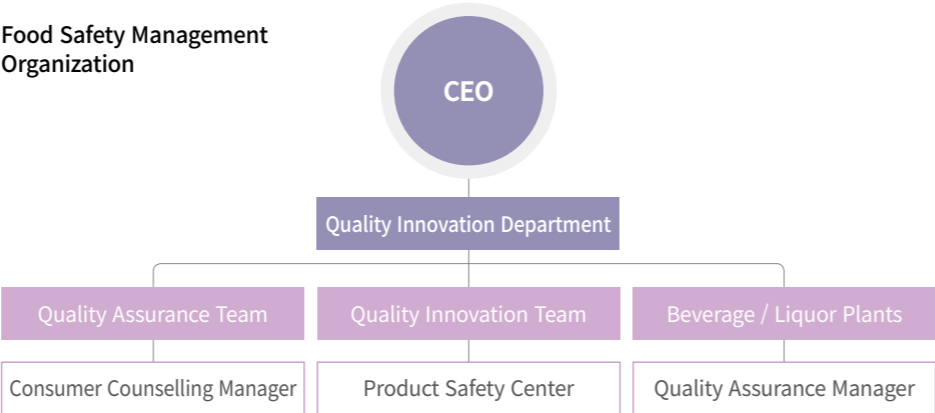 Food Safety Management
Organization
CEO
Quality Innovation Department
Quality Assurance Team
Quality Innovation Team
Beverage / Liquor Plants
Consumer Counselling Manager
Product Safety Center
Quality Assurance Manager